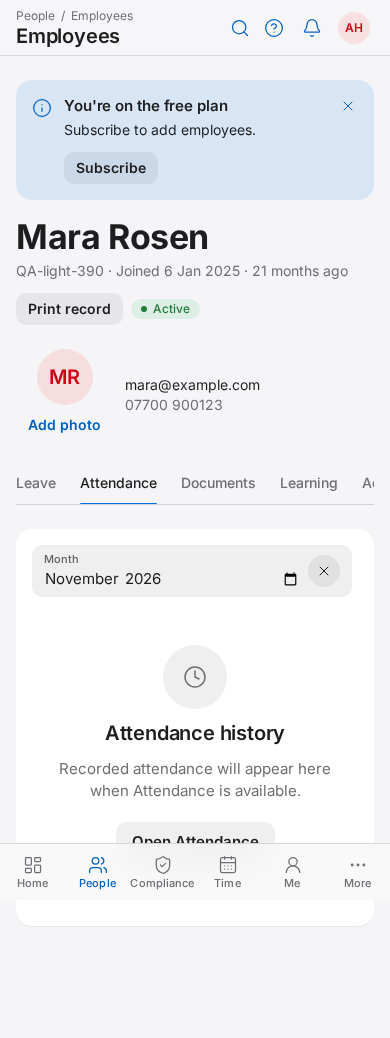 People / Employees
Employees
AH
You're on the free plan
Subscribe to add employees.
Subscribe
Mara Rosen
QA-light-390 · Joined 6 Jan 2025 · 21 months ago
Print record
Active
MR
Add photo
mara@example.com
07700 900123
Leave Attendance Documents Learning Ac
Month
November 2026
Attendance history
Recorded attendance will appear here
when Attendance is available.
Open Attendance
Home People Compliance Time Me More